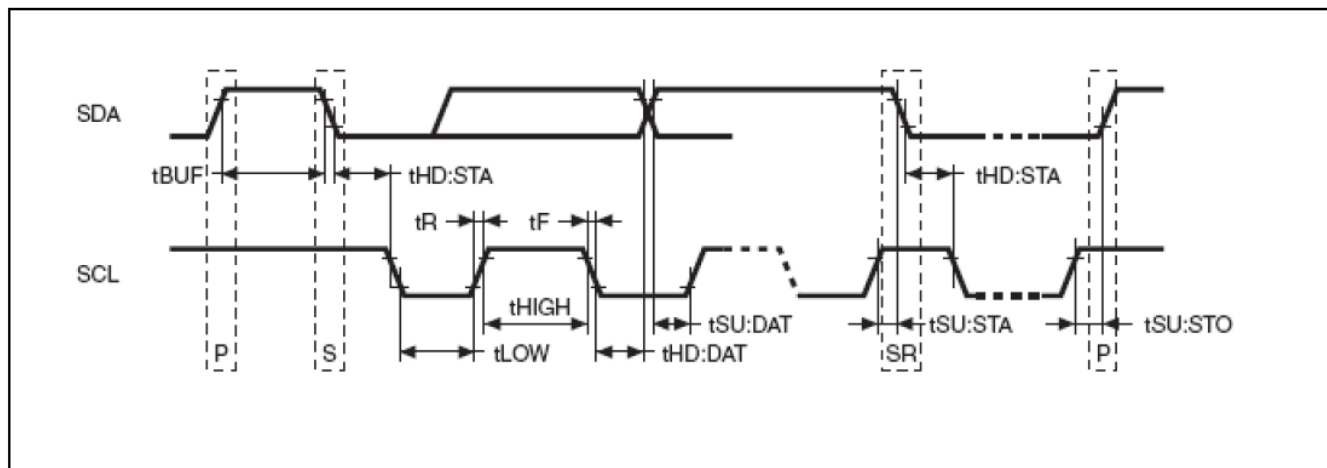 SDA
tBUF
tHD:STA
tHD:STA
tR
tF
SCL
tHIGH
tSU:DAT
tSU:STA
tSU:STO
P
S
tLOW
tHD:DAT
SR
P